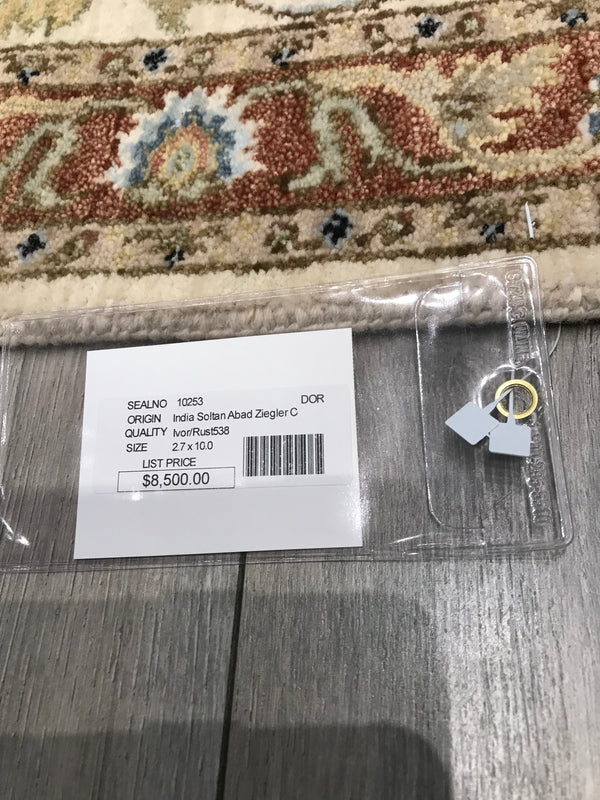 SEALNO 10253 DOR
ORIGIN India Soltan Abad Ziegler C
QUALITY Ivor/Rust538
SIZE 2.7 x 10.0
LIST PRICE
$8,500.00